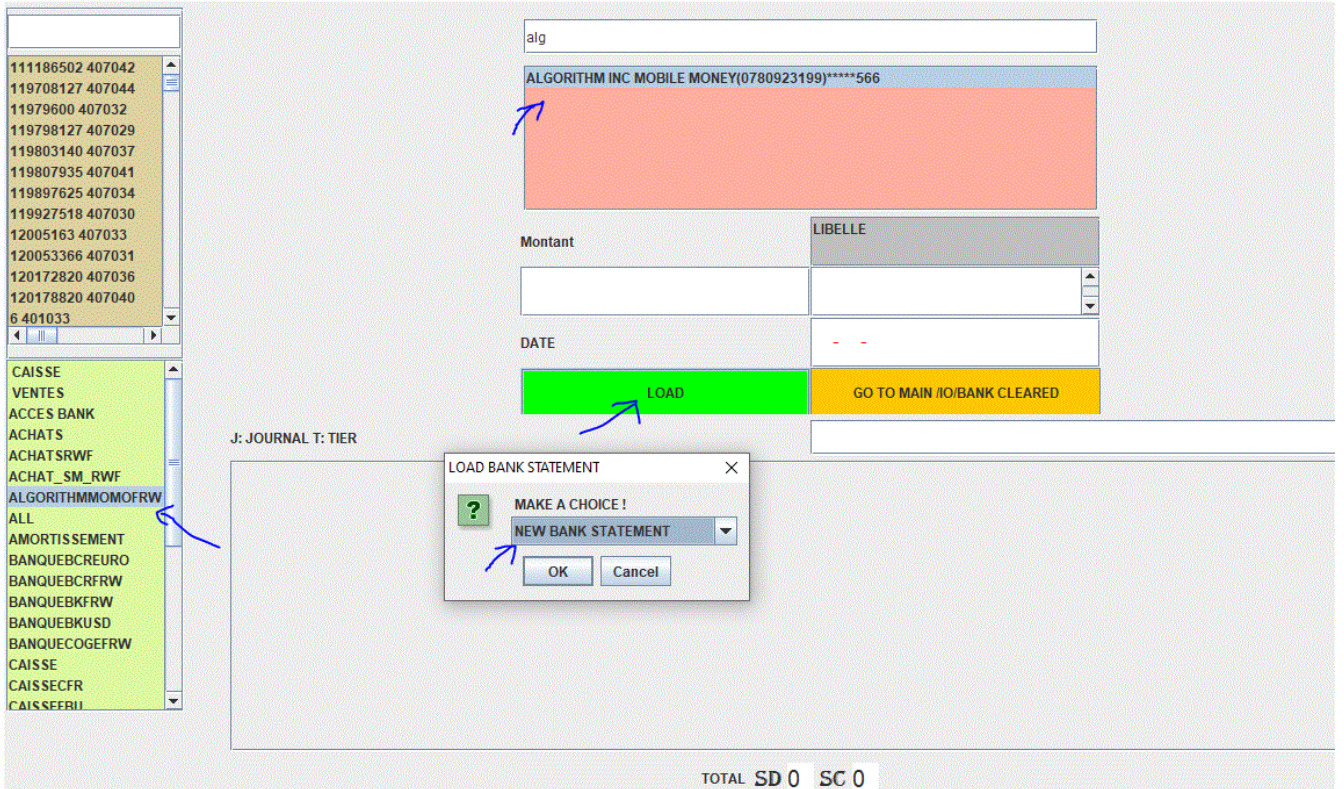 111186502 407042
119708127 407044
11979600 407032
119798127 407029
119803140 407037
119807935 407041
119897625 407034
119927518 407030
12005163 407033
120053366 407031
120172820 407036
120178820 407040
6 401033
CAISSE
VENTES
ACCES BANK
ACHATS
ACHATSRWF
ACHAT_SM_RWF
ALGORITHMMOMOFRW
ALL
AMORTISSEMENT
BANQUEBCREURO
BANQUEBCRFRW
BANQUEBKFRW
BANQUEBKUSD
BANQUECOGEFRW
CAISSE
CAISSECFR
CAISSEFBU
alg
ALGORITHM INC MOBILE MONEY(0780923199)*****566
Montant
LIBELLE
DATE
- -
LOAD
GO TO MAIN /IO/BANK CLEARED
J: JOURNAL T: TIER
LOAD BANK STATEMENT
MAKE A CHOICE !
NEW BANK STATEMENT
OK Cancel
TOTAL SD 0 SC 0